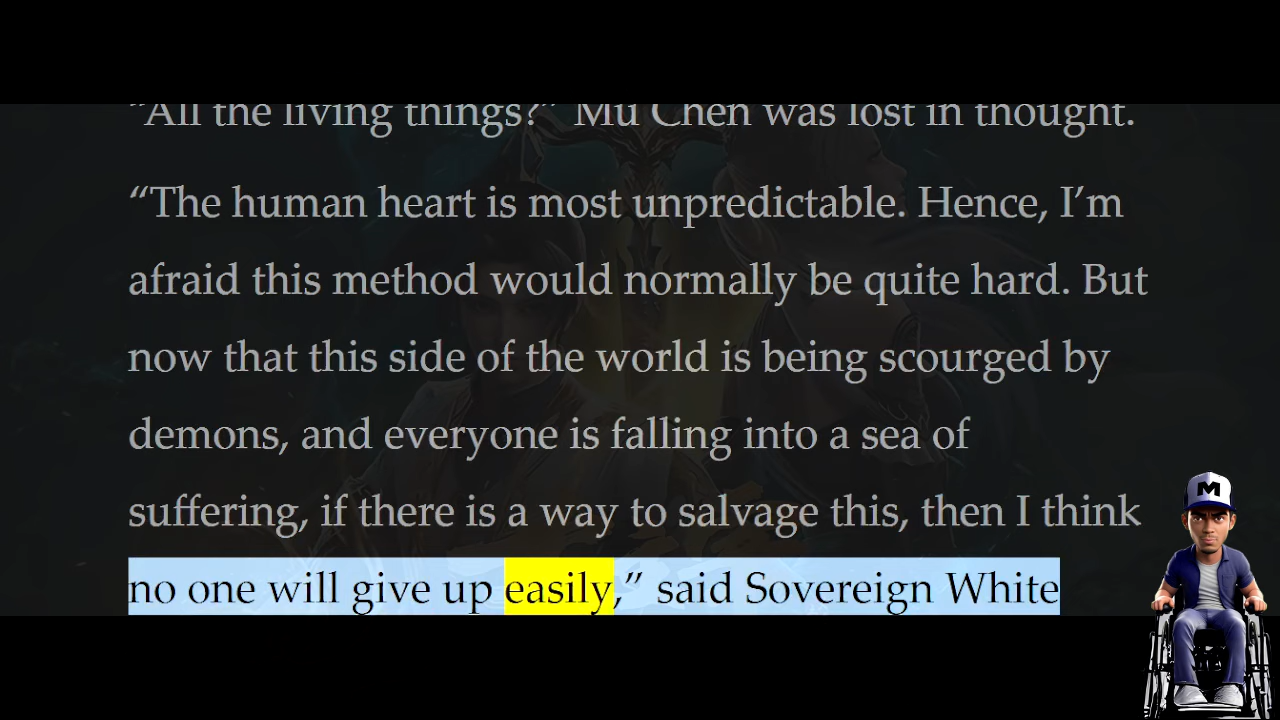 “All the living things?” Mu Chen was lost in thought.
“The human heart is most unpredictable. Hence, I’m
afraid this method would normally be quite hard. But
now that this side of the world is being scourged by
demons, and everyone is falling into a sea of
suffering, if there is a way to salvage this, then I think
no one will give up easily,” said Sovereign White
M
M